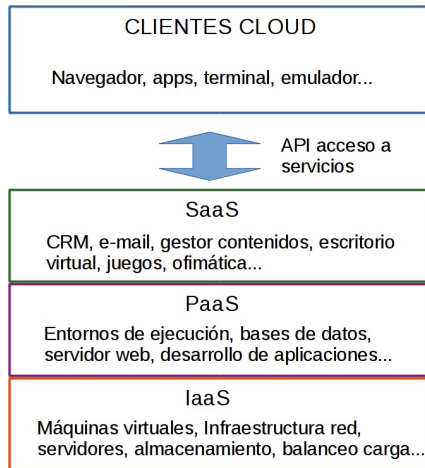 CLIENTES CLOUD
Navegador, apps, terminal, emulador...
API acceso a
servicios
SaaS
CRM, e-mail, gestor contenidos, escritorio
virtual, juegos, ofimática...
PaaS
Entornos de ejecución, bases de datos,
servidor web, desarrollo de aplicaciones...
IaaS
Máquinas virtuales, Infraestructura red,
servidores, almacenamiento, balanceo carga...